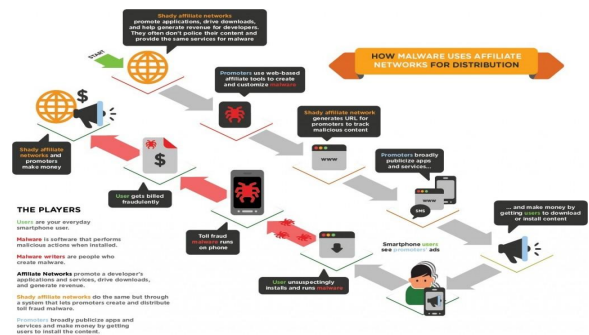 Shady affiliate networks
promote applications, drive downloads,
and help generate revenue for developers.
They often don't police their content and
provide the same services for malware
START
HOW MALWARE USES AFFILIATE
NETWORKS FOR DISTRIBUTION
Promoters use web-based
affiliate tools to create
and customize malware
$
Shady affiliate network
generates URL for
promoters to track
malicious content
Shady affiliate
networks and
promoters
make money
$
www
Promoters broadly
publicize apps
and services...
www
SMS
User gets billed
fraudulently
... and make money by
getting users to download
or install content
Toll fraud
malware runs
on phone
Smartphone users
see promoters' ads
User unsuspectingly
installs and runs malware
THE PLAYERS
Users are your everyday
smartphone user.
Malware is software that performs
malicious actions when installed.
Malware writers are people who
create malware.
Affiliate Networks promote a developer's
applications and services, drive downloads,
and generate revenue.
Shady affiliate networks do the same but through
a system that lets promoters create and distribute
toll fraud malware.
Promoters broadly publicize apps and
services and make money by getting
users to install the content.